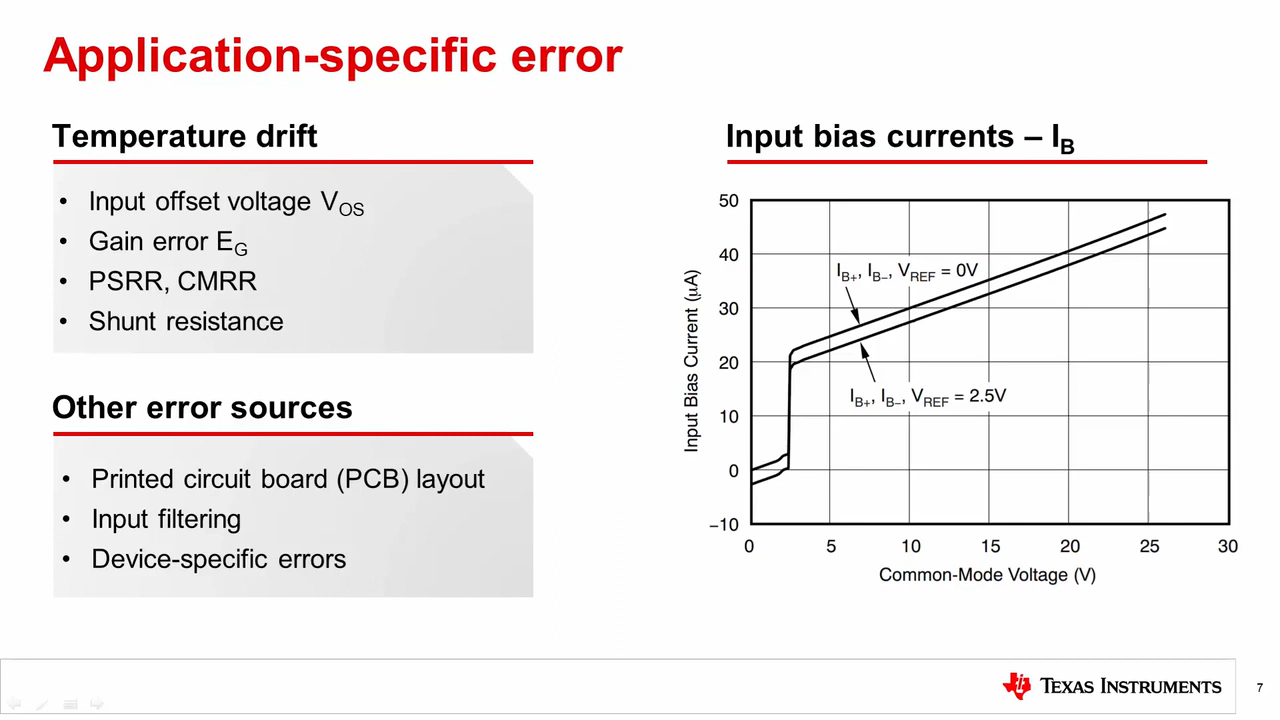 Application-specific error
Temperature drift
• Input offset voltage VOS
• Gain error EG
• PSRR, CMRR
• Shunt resistance
Other error sources
• Printed circuit board (PCB) layout
• Input filtering
• Device-specific errors
Input bias currents – IB
50
40
30
20
10
0
–10
Input Bias Current (µA)
IB+, IB–, VREF = 0V
IB+, IB–, VREF = 2.5V
0 5 10 15 20 25 30
Common-Mode Voltage (V)
TEXAS INSTRUMENTS
7